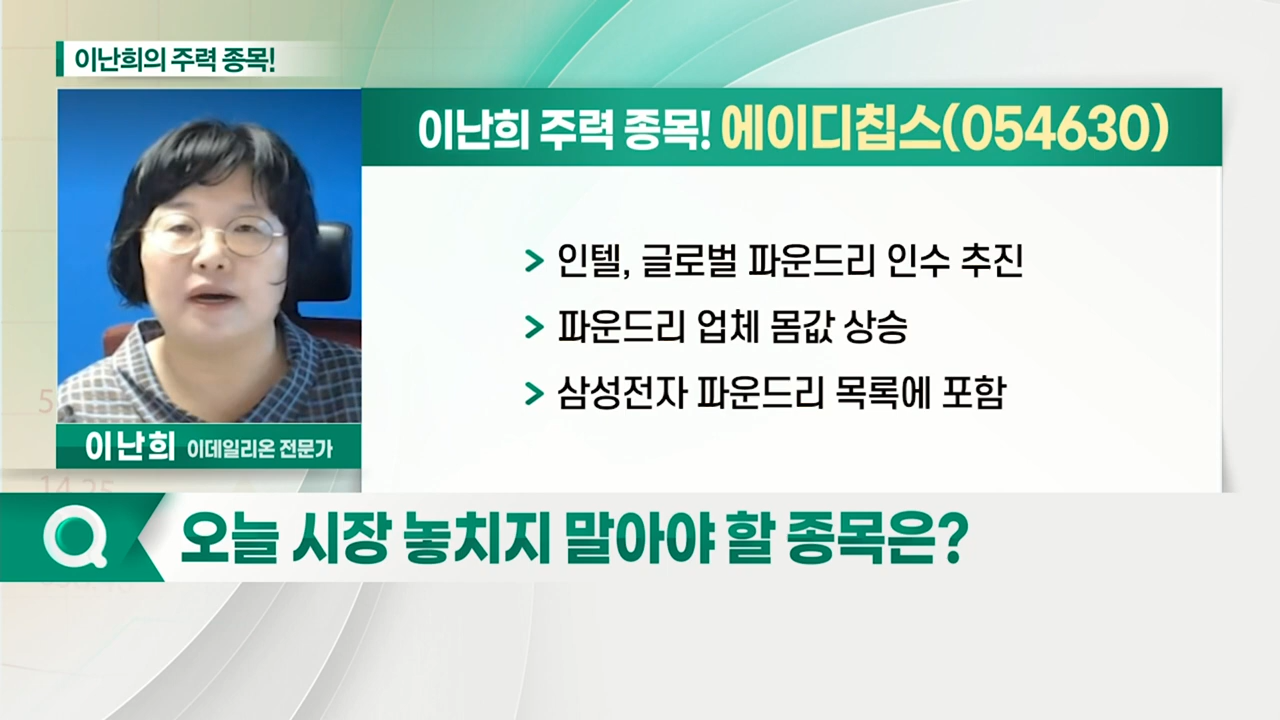 이난희의 주력 종목!
이난희 주력 종목! 에이디칩스(054630)
> 인텔, 글로벌 파운드리 인수 추진
> 파운드리 업체 몸값 상승
> 삼성전자 파운드리 목록에 포함
이난희 이데일리온 전문가
Q 오늘 시장 놓치지 말아야 할 종목은?